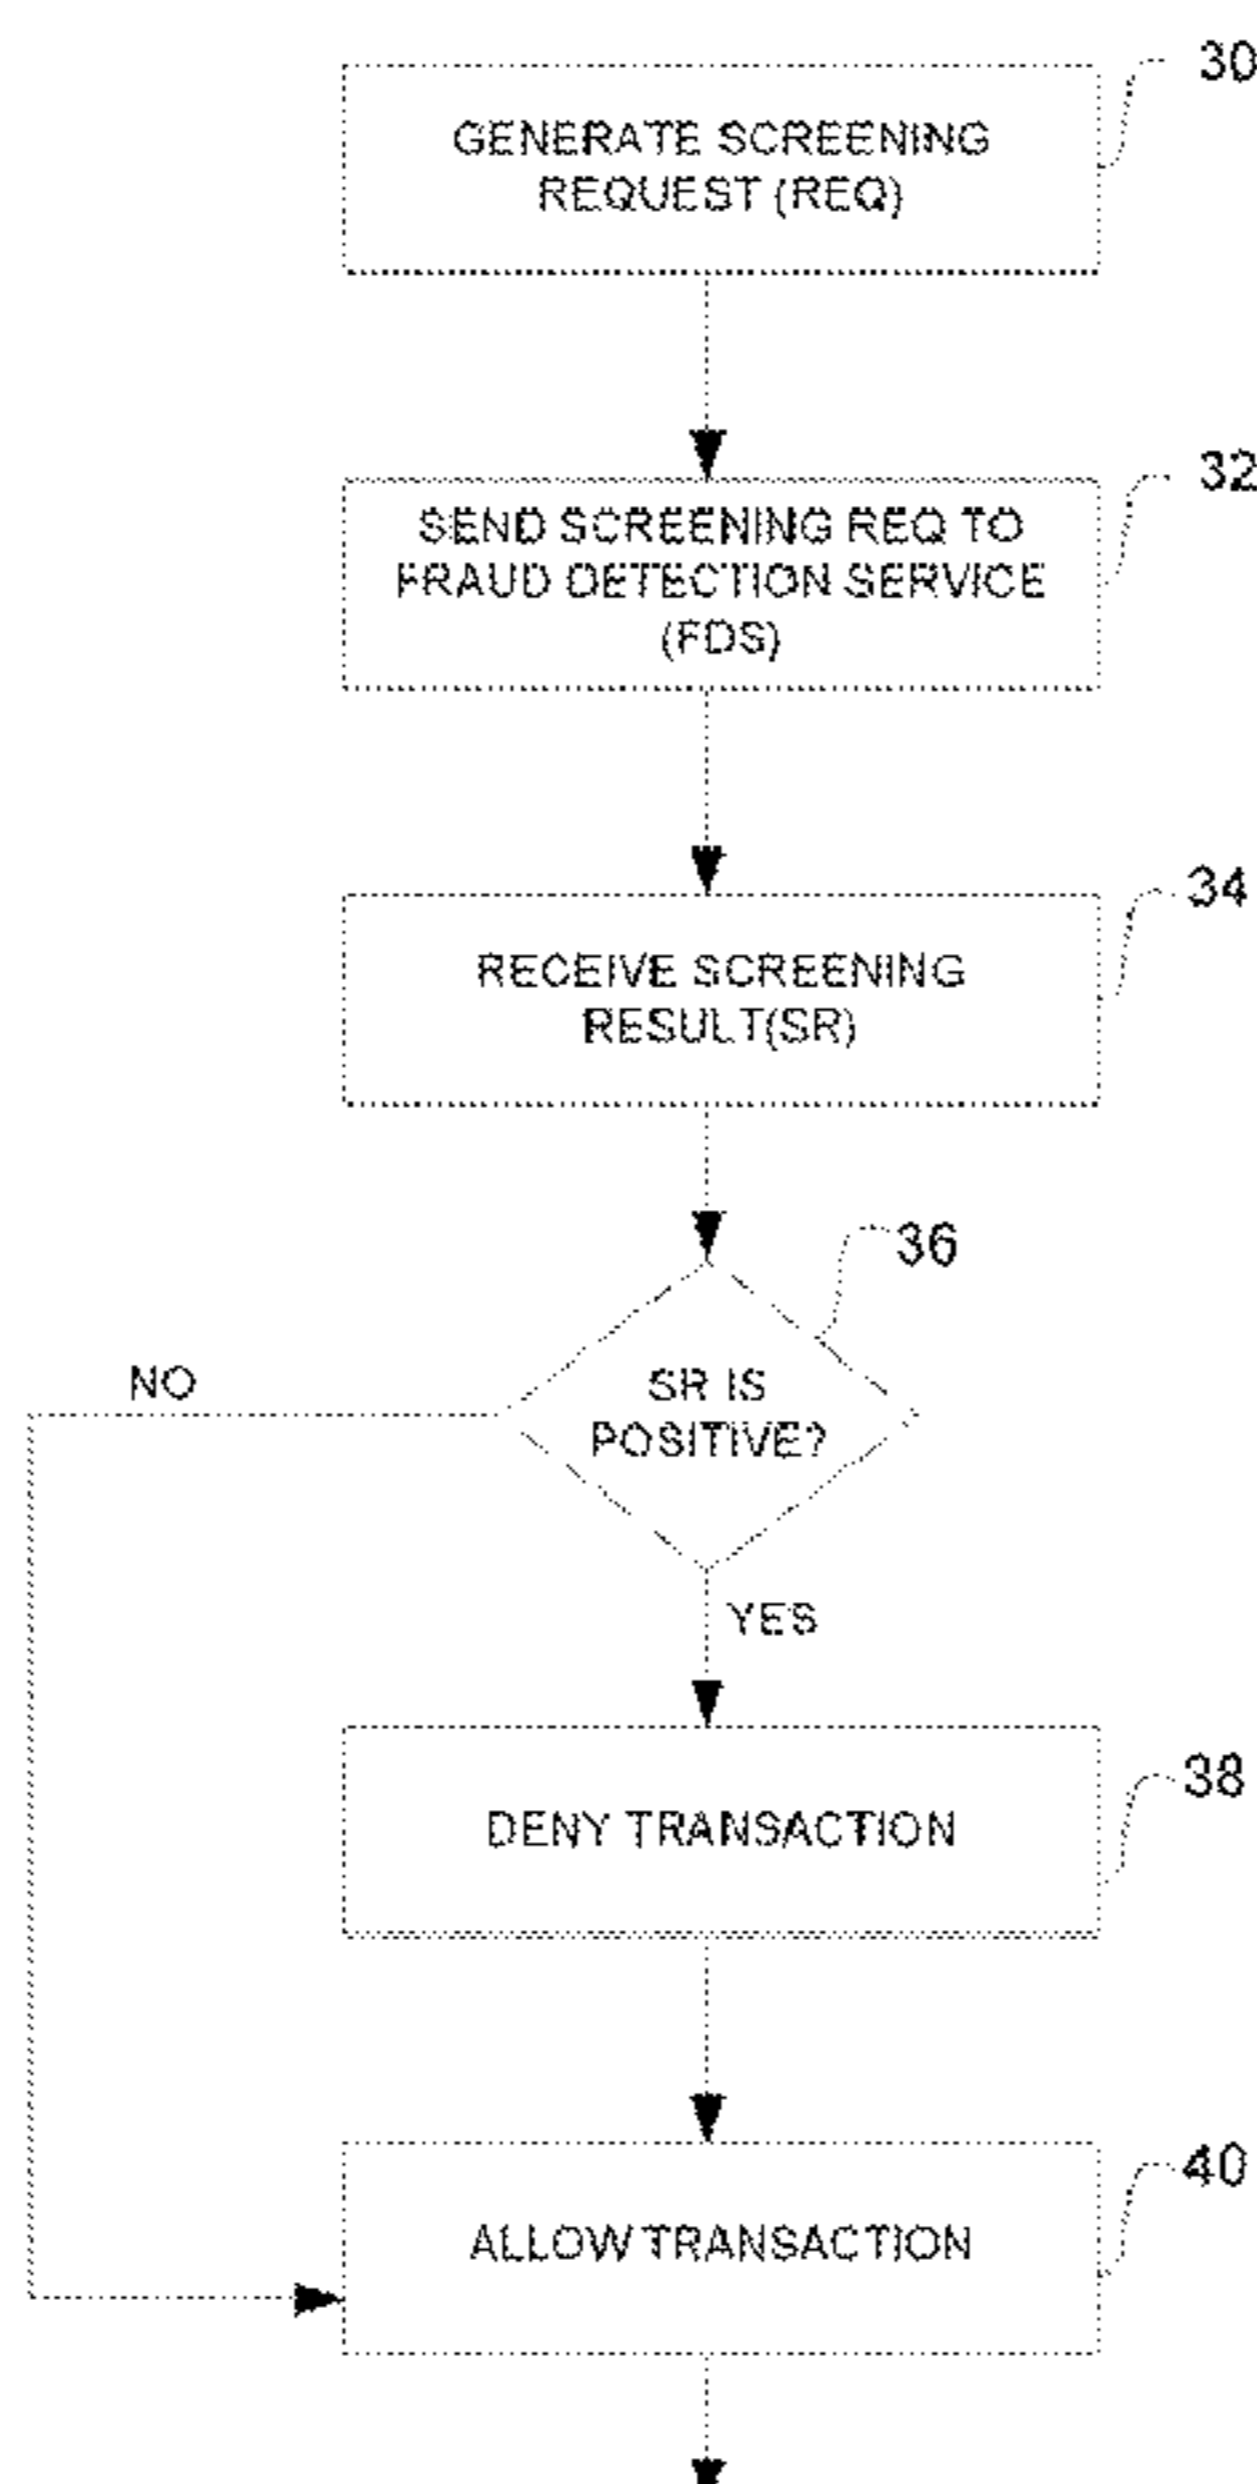 30
GENERATE SCREENING
REQUEST (REQ)
32
SEND SCREENING REQ TO
FRAUD DETECTION SERVICE
(FDS)
34
RECEIVE SCREENING
RESULT(SR)
36
SR IS
POSITIVE?
NO
YES
38
DENY TRANSACTION
40
ALLOW TRANSACTION